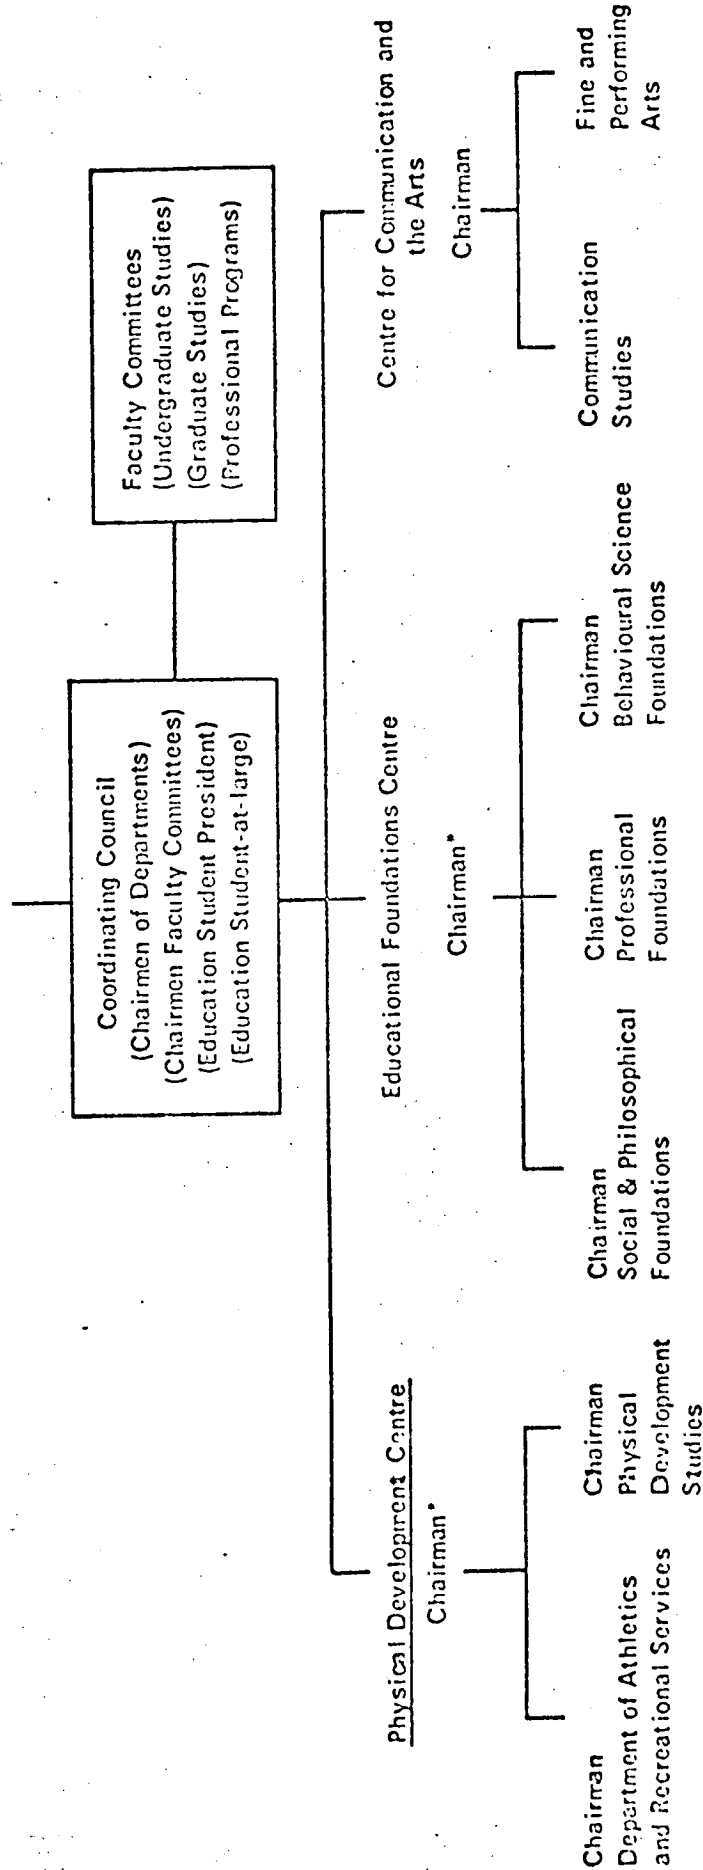 Coordinating Council
(Chairmen of Departments)
(Chairmen Faculty Committees)
(Education Student President)
(Education Student-at-large)
Faculty Committees
(Undergraduate Studies)
(Graduate Studies)
(Professional Programs)
Physical Development Centre
Chairman*
Chairman
Department of Athletics
and Recreational Services
Chairman
Physical
Development
Studies
Educational Foundations Centre
Chairman*
Chairman
Social & Philosophical
Foundations
Chairman
Professional
Foundations
Chairman
Behavioural Science
Foundations
Centre for Communication and
the Arts
Chairman
Communication
Studies
Fine and
Performing
Arts